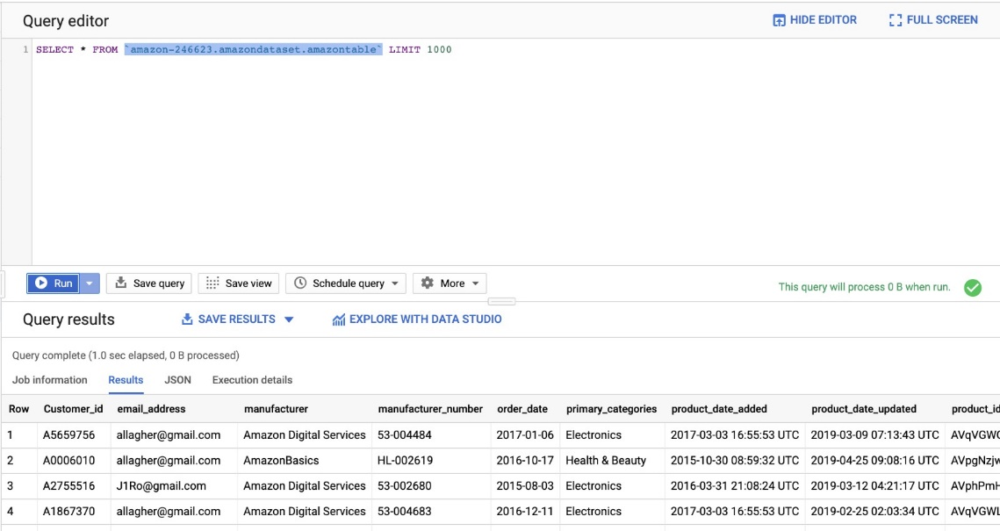 Query editor HIDE EDITOR FULL SCREEN
1 SELECT * FROM `amazon-246623.amazondataset.amazontable` LIMIT 1000
Run Save query Save view Schedule query More This query will process 0 B when run.
Query results SAVE RESULTS EXPLORE WITH DATA STUDIO
Query complete (1.0 sec elapsed, 0 B processed)
Job information Results JSON Execution details
Row Customer_id email_address manufacturer manufacturer_number order_date primary_categories product_date_added product_date_updated product_id
1 A5659756 allagher@gmail.com Amazon Digital Services 53-004484 2017-01-06 Electronics 2017-03-03 16:55:53 UTC 2019-03-09 07:13:43 UTC
2 A0006010 allagher@gmail.com AmazonBasics HL-002619 2016-10-17 Health & Beauty 2015-10-30 08:59:32 UTC 2019-04-25 09:08:16 UTC
3 A2755516 J1Ro@gmail.com Amazon Digital Services 53-002680 2015-08-03 Electronics 2016-03-31 21:08:24 UTC 2019-03-12 04:21:17 UTC
4 A1867370 allagher@gmail.com Amazon Digital Services 53-004683 2016-12-11 Electronics 2017-03-03 16:55:53 UTC 2019-02-25 02:03:34 UTC